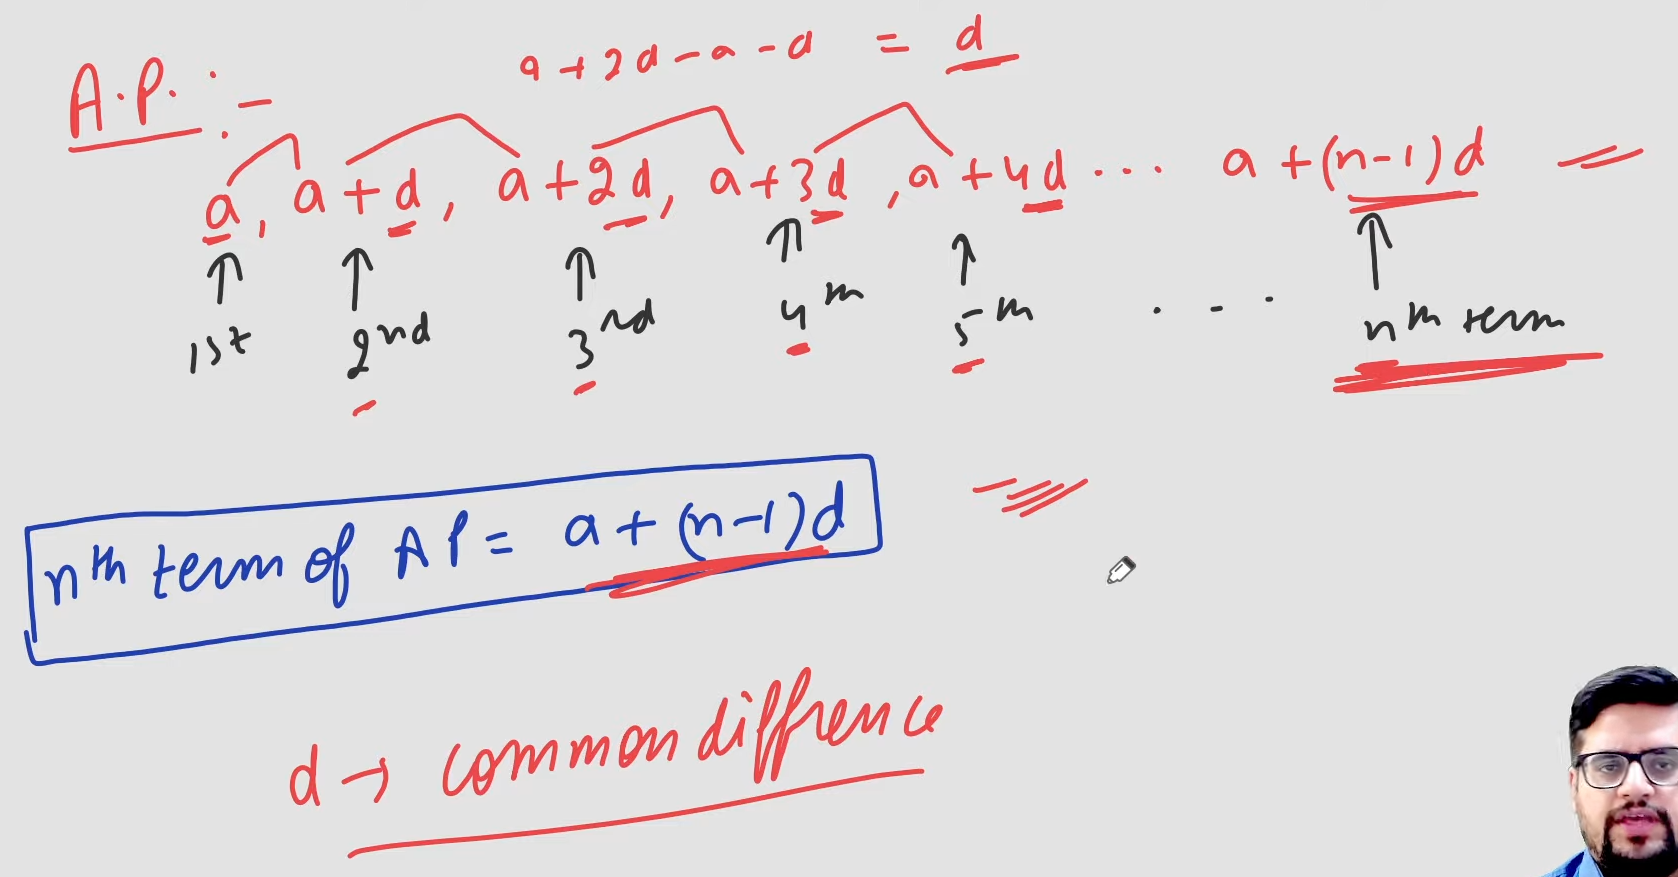 a + 2d - a - d = d
A.P. :-
a, a + d, a + 2d, a + 3d, a + 4d ... a + (n-1)d
1st 2nd 3rd 4th 5th . . . nth term
nth term of AP = a + (n-1)d
d → common diffrence